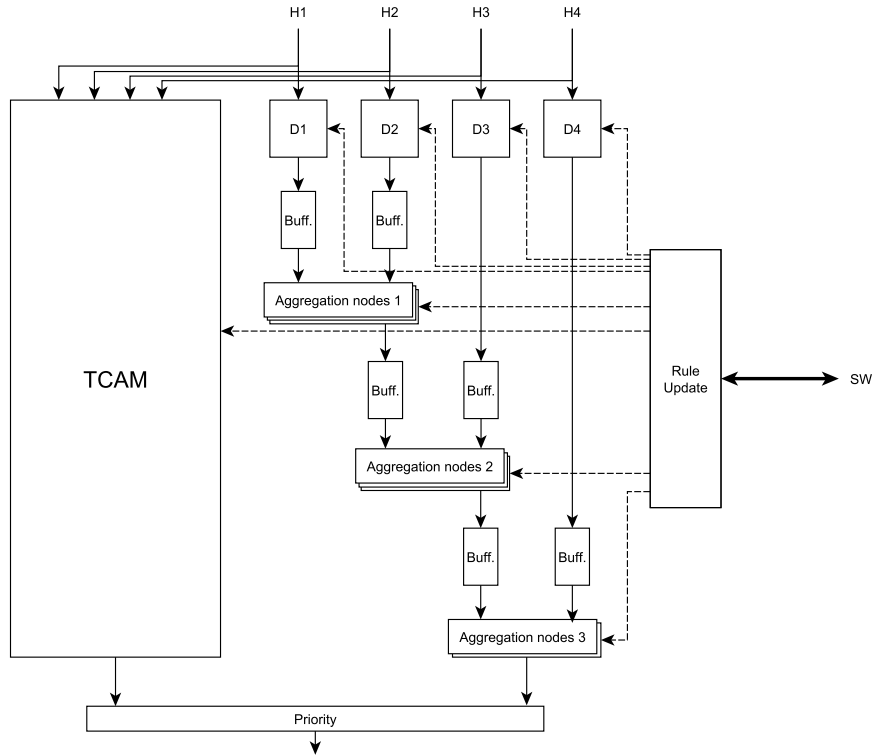 H1
H2
H3
H4
D1
D2
D3
D4
Buff.
Buff.
Aggregation nodes 1
TCAM
Buff.
Buff.
Rule
Update
SW
Aggregation nodes 2
Buff.
Buff.
Aggregation nodes 3
Priority